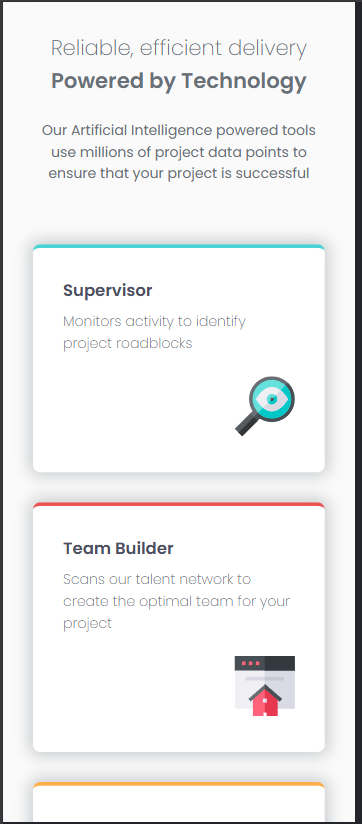 Reliable, efficient delivery
Powered by Technology
Our Artificial Intelligence powered tools
use millions of project data points to
ensure that your project is successful
Supervisor
Monitors activity to identify
project roadblocks
Team Builder
Scans our talent network to
create the optimal team for your
project